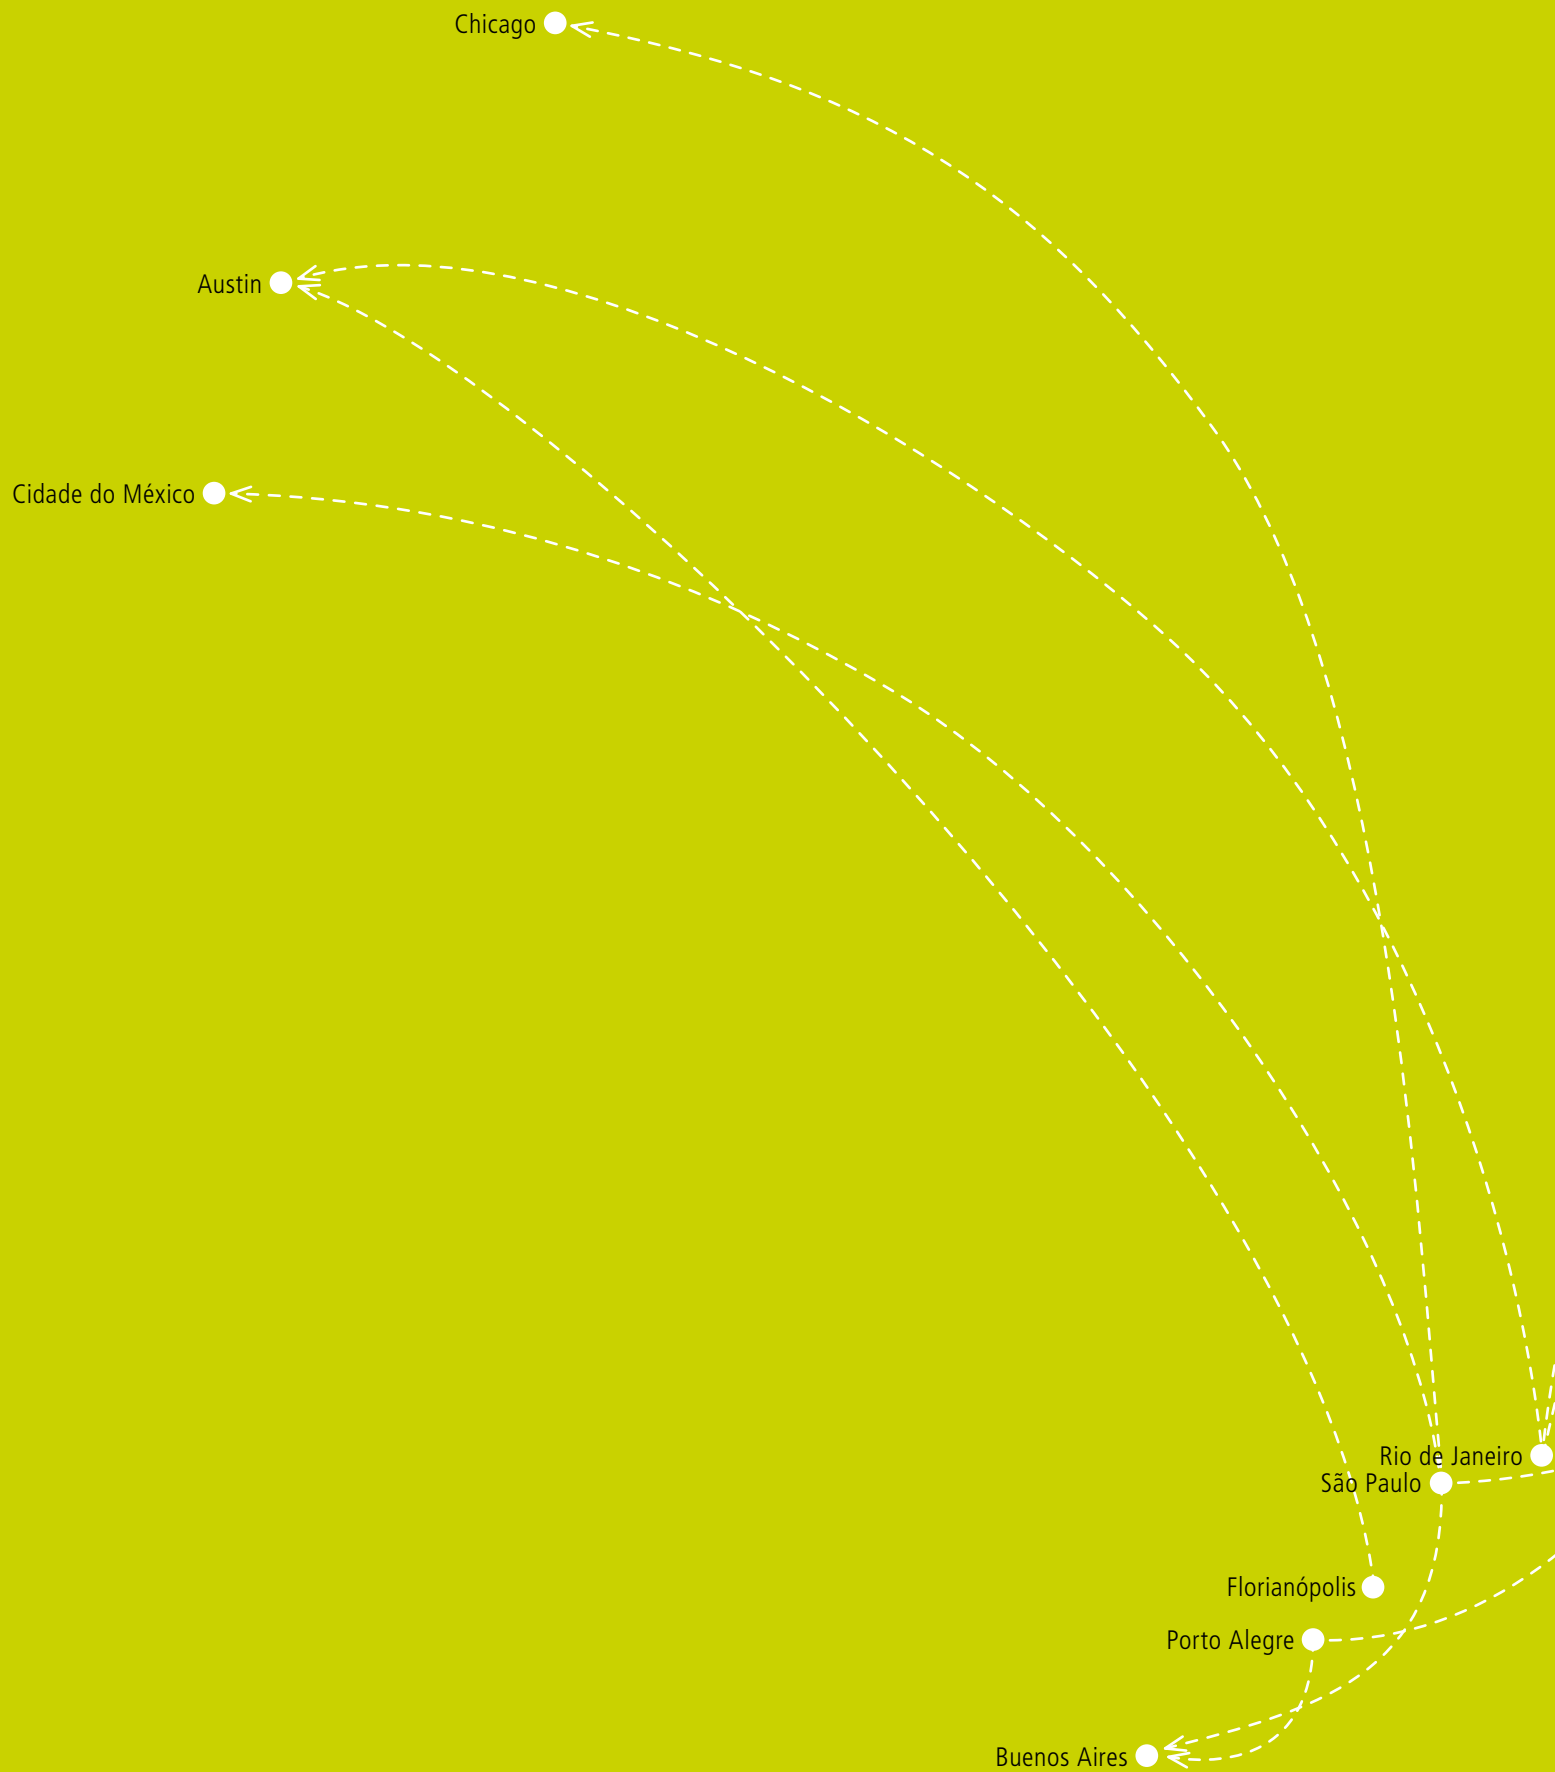 Chicago
Austin
Cidade do México
Rio de Janeiro
São Paulo
Florianópolis
Porto Alegre
Buenos Aires